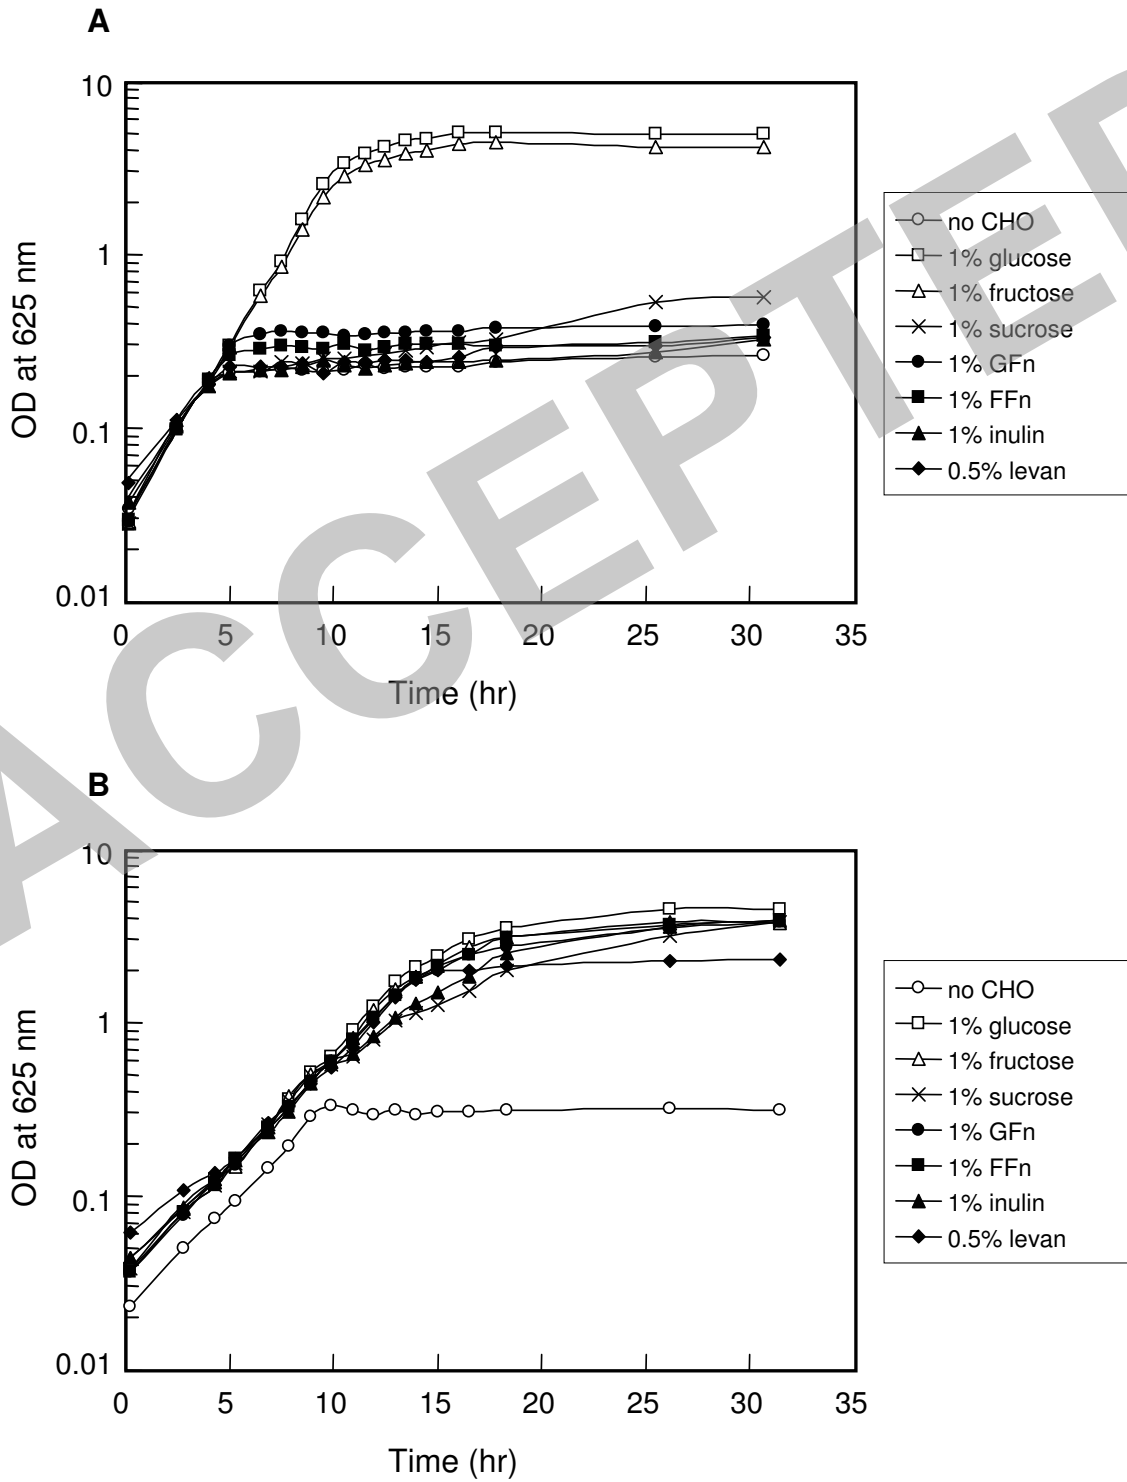 A
10
1
0.1
0.01
OD at 625 nm
0 5 10 15 20 25 30 35
Time (hr)
no CHO
1% glucose
1% fructose
1% sucrose
1% GFn
1% FFn
1% inulin
0.5% levan
ACCEPTE
B
10
1
0.1
0.01
OD at 625 nm
0 5 10 15 20 25 30 35
Time (hr)
no CHO
1% glucose
1% fructose
1% sucrose
1% GFn
1% FFn
1% inulin
0.5% levan